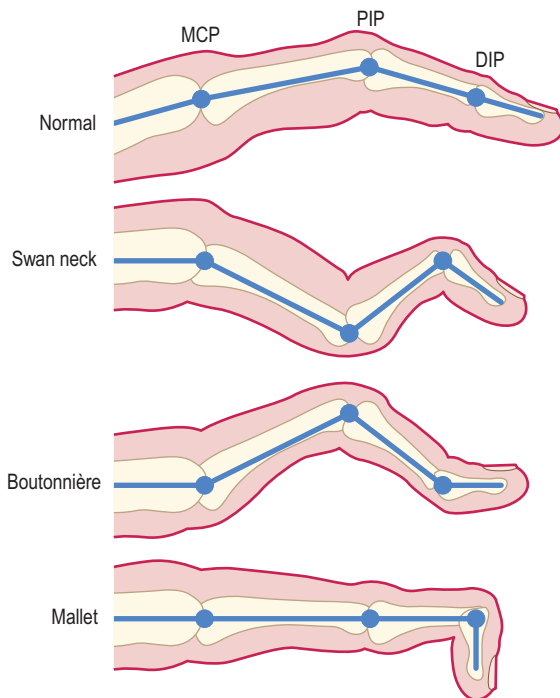 MCP
PIP
DIP
Normal
Swan neck
Boutonnière
Mallet